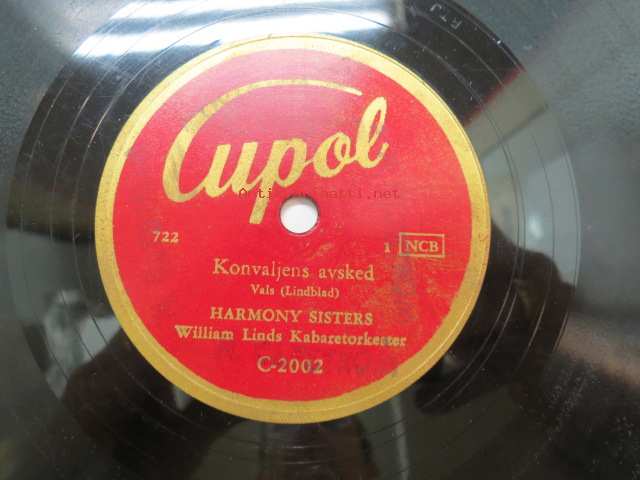 Cupol
722
1 NCB
Konvaljens avsked
Vals (Lindblad)
HARMONY SISTERS
William Linds Kabaretorkester
C-2002